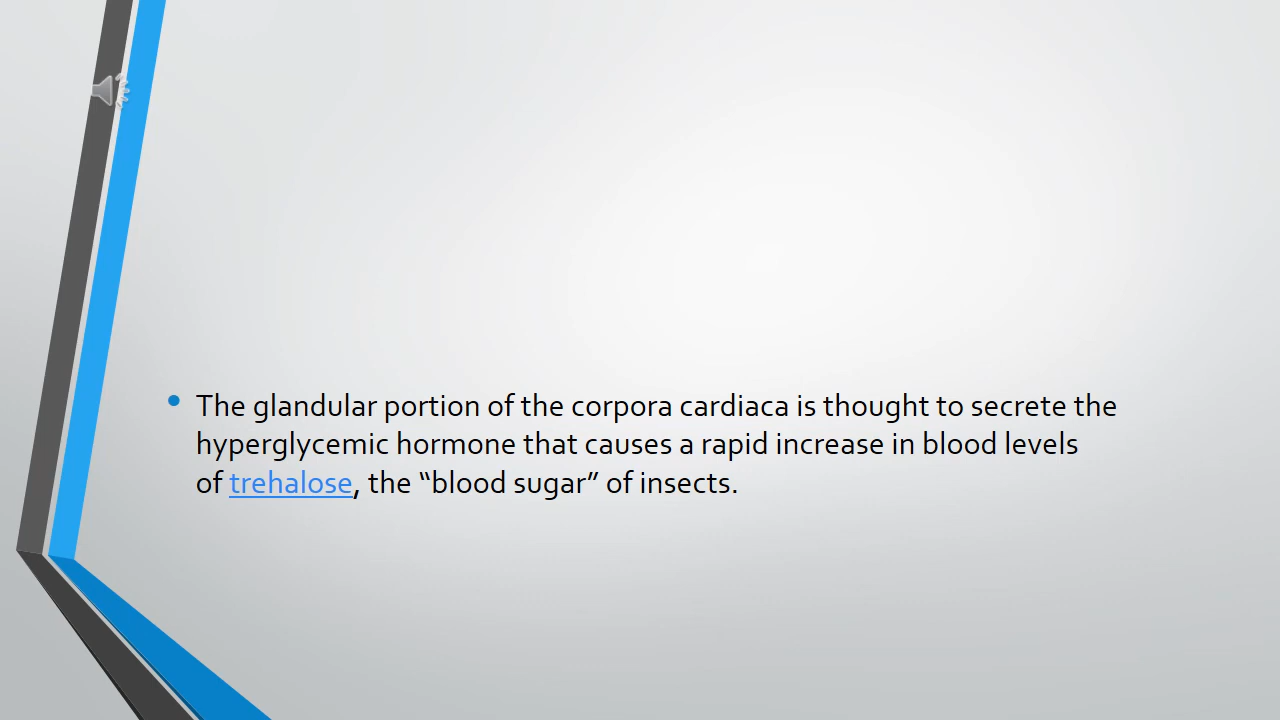 • The glandular portion of the corpora cardiaca is thought to secrete the
hyperglycemic hormone that causes a rapid increase in blood levels
of trehalose, the “blood sugar” of insects.